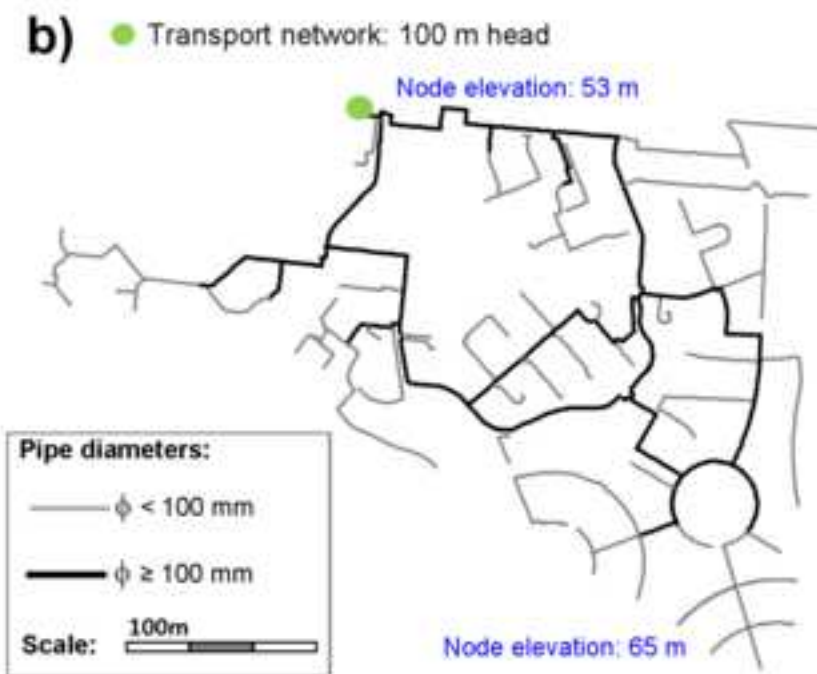 b) Transport network: 100 m head
Node elevation: 53 m
Pipe diameters:
ϕ < 100 mm
ϕ ≥ 100 mm
100m
Scale:
Node elevation: 65 m